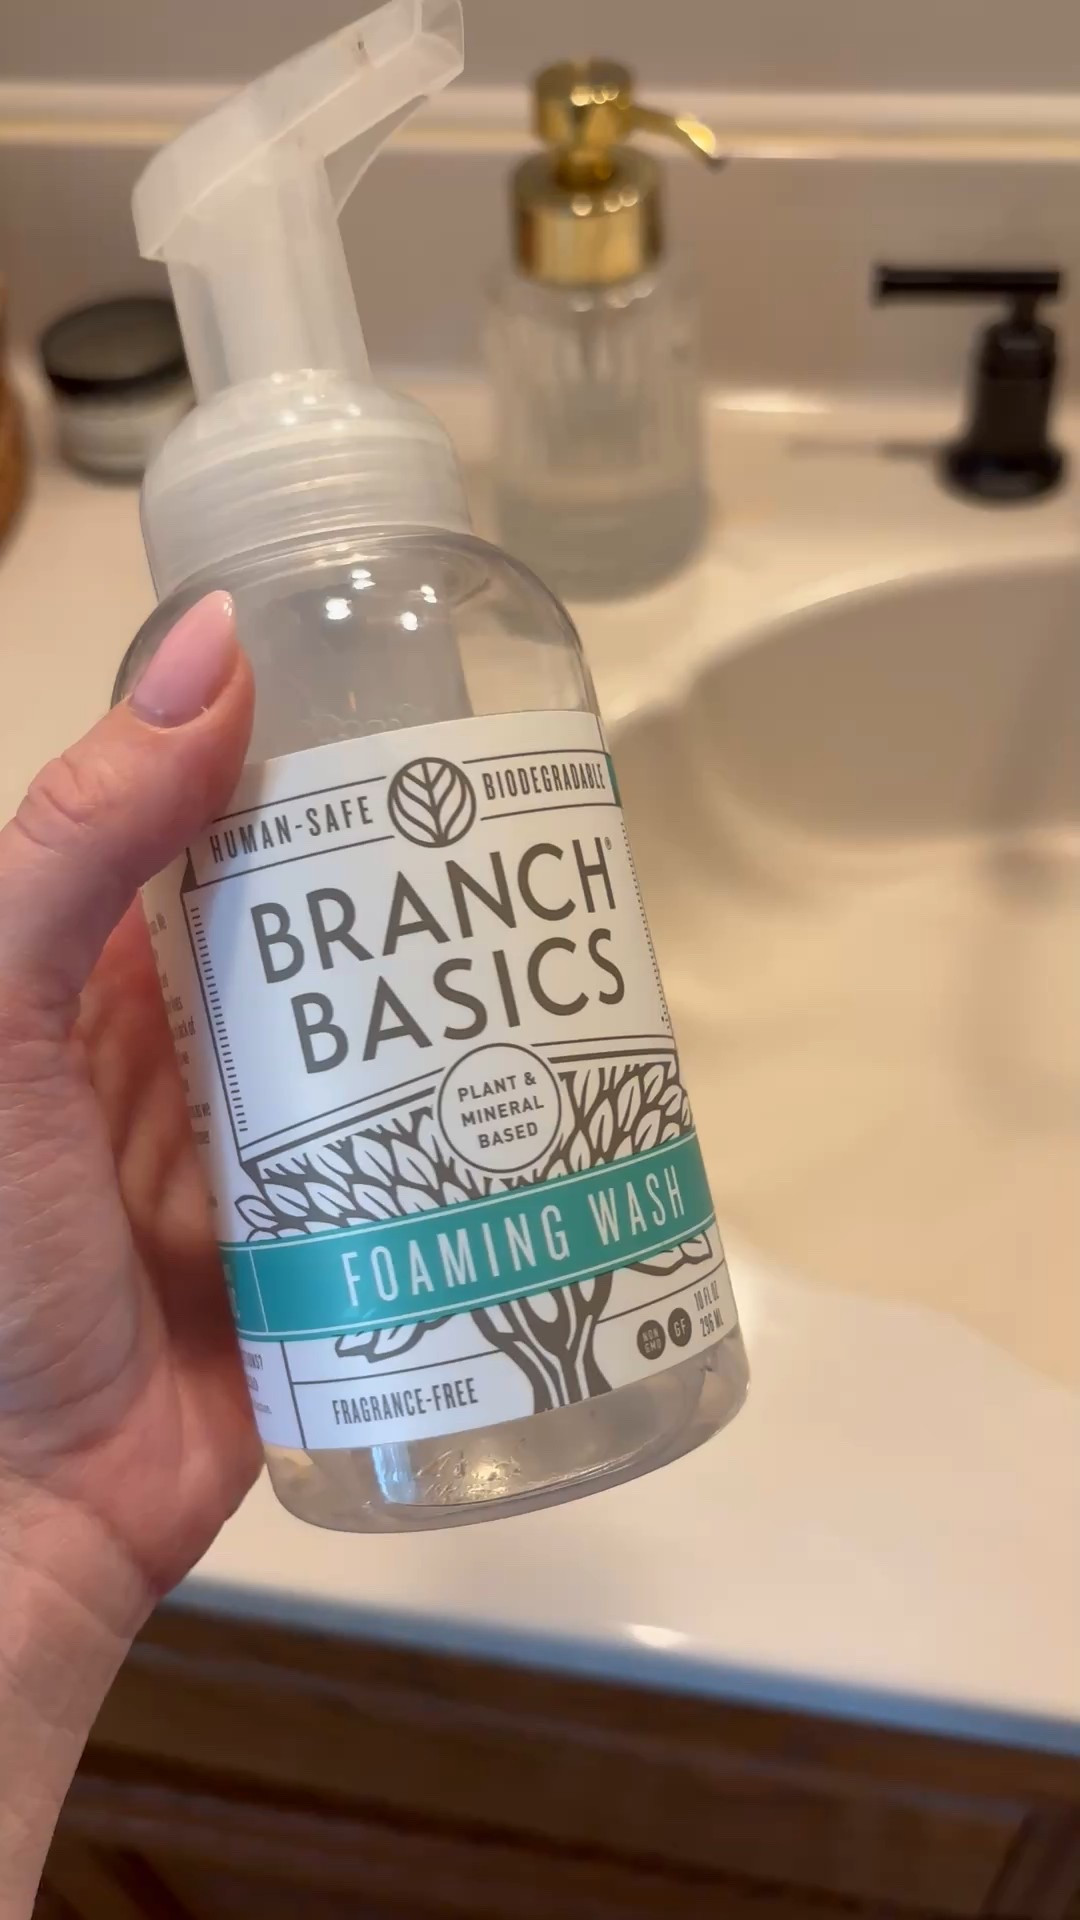 HUMAN-SAFE BIODEGRADABLE
BRANCH®
BASICS
PLANT &
MINERAL
BASED
FOAMING WASH
NON
GMO
GF
10 FL OZ
296 ML
FRAGRANCE-FREE